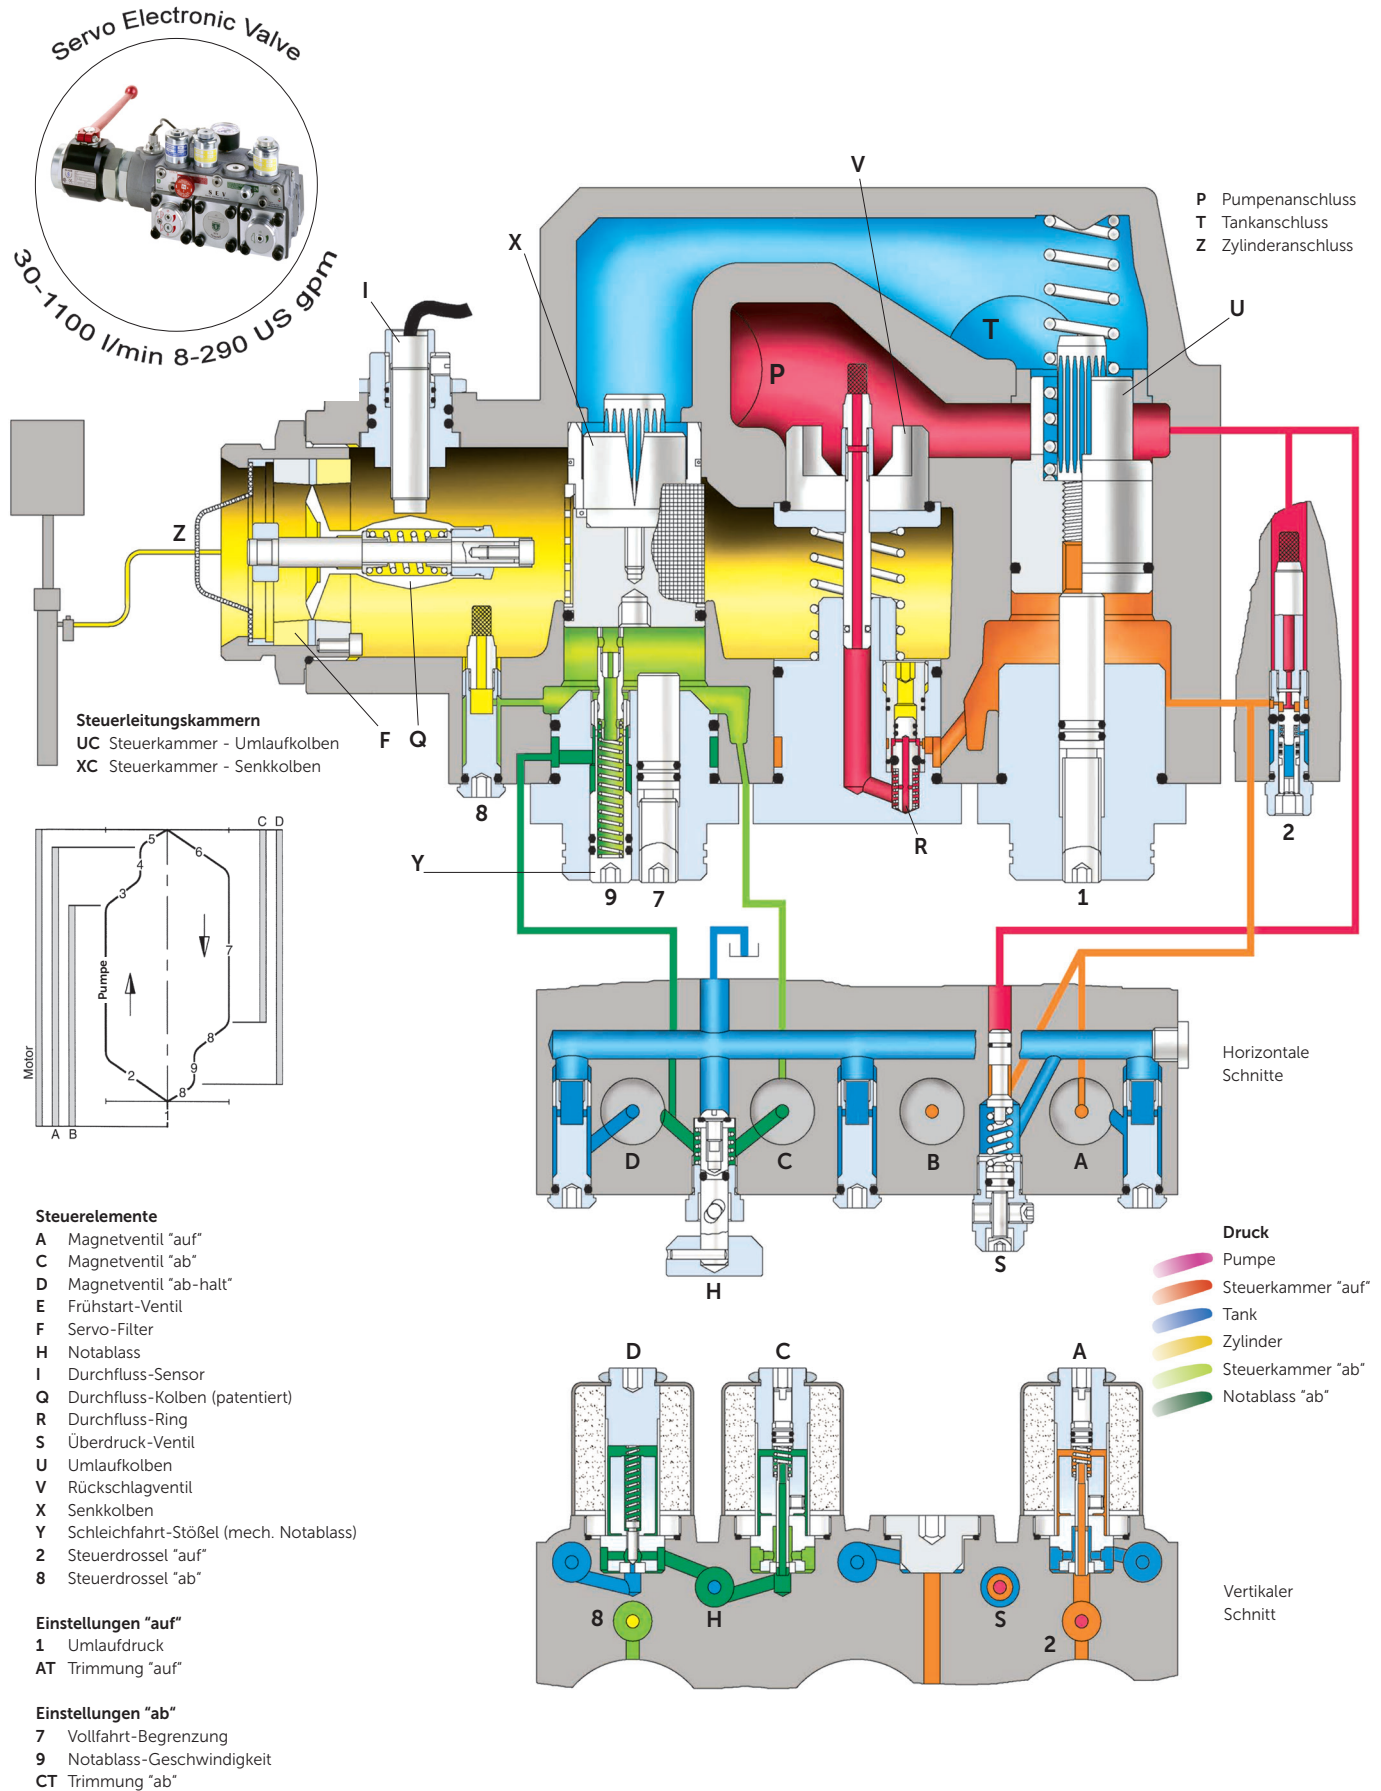 Servo Electronic Valve
30-1100 l/min 8-290 US gpm
V
P Pumpenanschluss
T Tankanschluss
Z Zylinderanschluss
X
I
U
T
P
Z
Steuerleitungskammern
UC Steuerkammer - Umlaufkolben
XC Steuerkammer - Senkkolben
F
Q
8
R
2
Y
9
7
1
C D
5
6
4
3
7
Pumpe
Motor
8
9
2
8
1
A B
Horizontale
Schnitte
D
C
B
A
H
S
Steuerelemente
A Magnetventil "auf"
C Magnetventil "ab"
D Magnetventil "ab-halt"
E Frühstart-Ventil
F Servo-Filter
H Notablass
I Durchfluss-Sensor
Q Durchfluss-Kolben (patentiert)
R Durchfluss-Ring
S Überdruck-Ventil
U Umlaufkolben
V Rückschlagventil
X Senkkolben
Y Schleichfahrt-Stößel (mech. Notablass)
2 Steuerdrossel "auf"
8 Steuerdrossel "ab"
Einstellungen "auf"
1 Umlaufdruck
AT Trimmung "auf"
Einstellungen "ab"
7 Vollfahrt-Begrenzung
9 Notablass-Geschwindigkeit
CT Trimmung "ab"
Druck
Pumpe
Steuerkammer "auf"
Tank
Zylinder
Steuerkammer "ab"
Notablass "ab"
D
C
A
8
H
S
2
Vertikaler
Schnitt